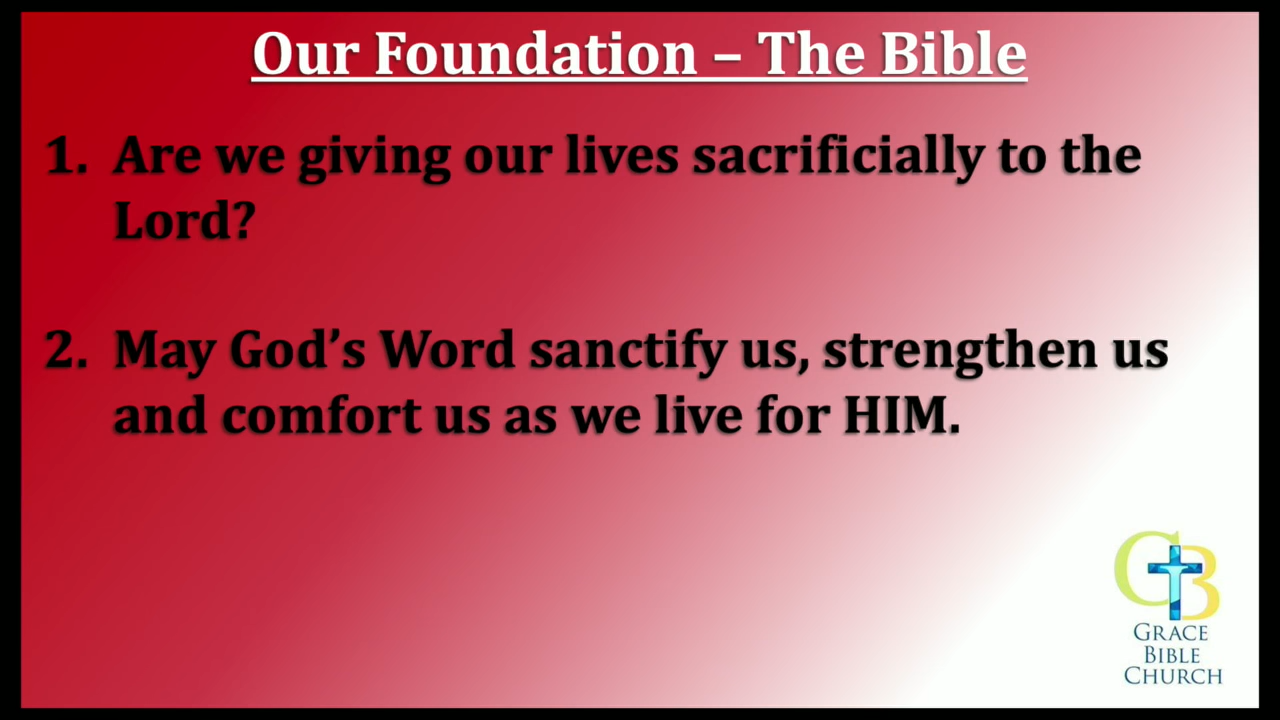 Our Foundation – The Bible
1. Are we giving our lives sacrificially to the
Lord?
2. May God’s Word sanctify us, strengthen us
and comfort us as we live for HIM.
GB
GRACE
BIBLE
CHURCH